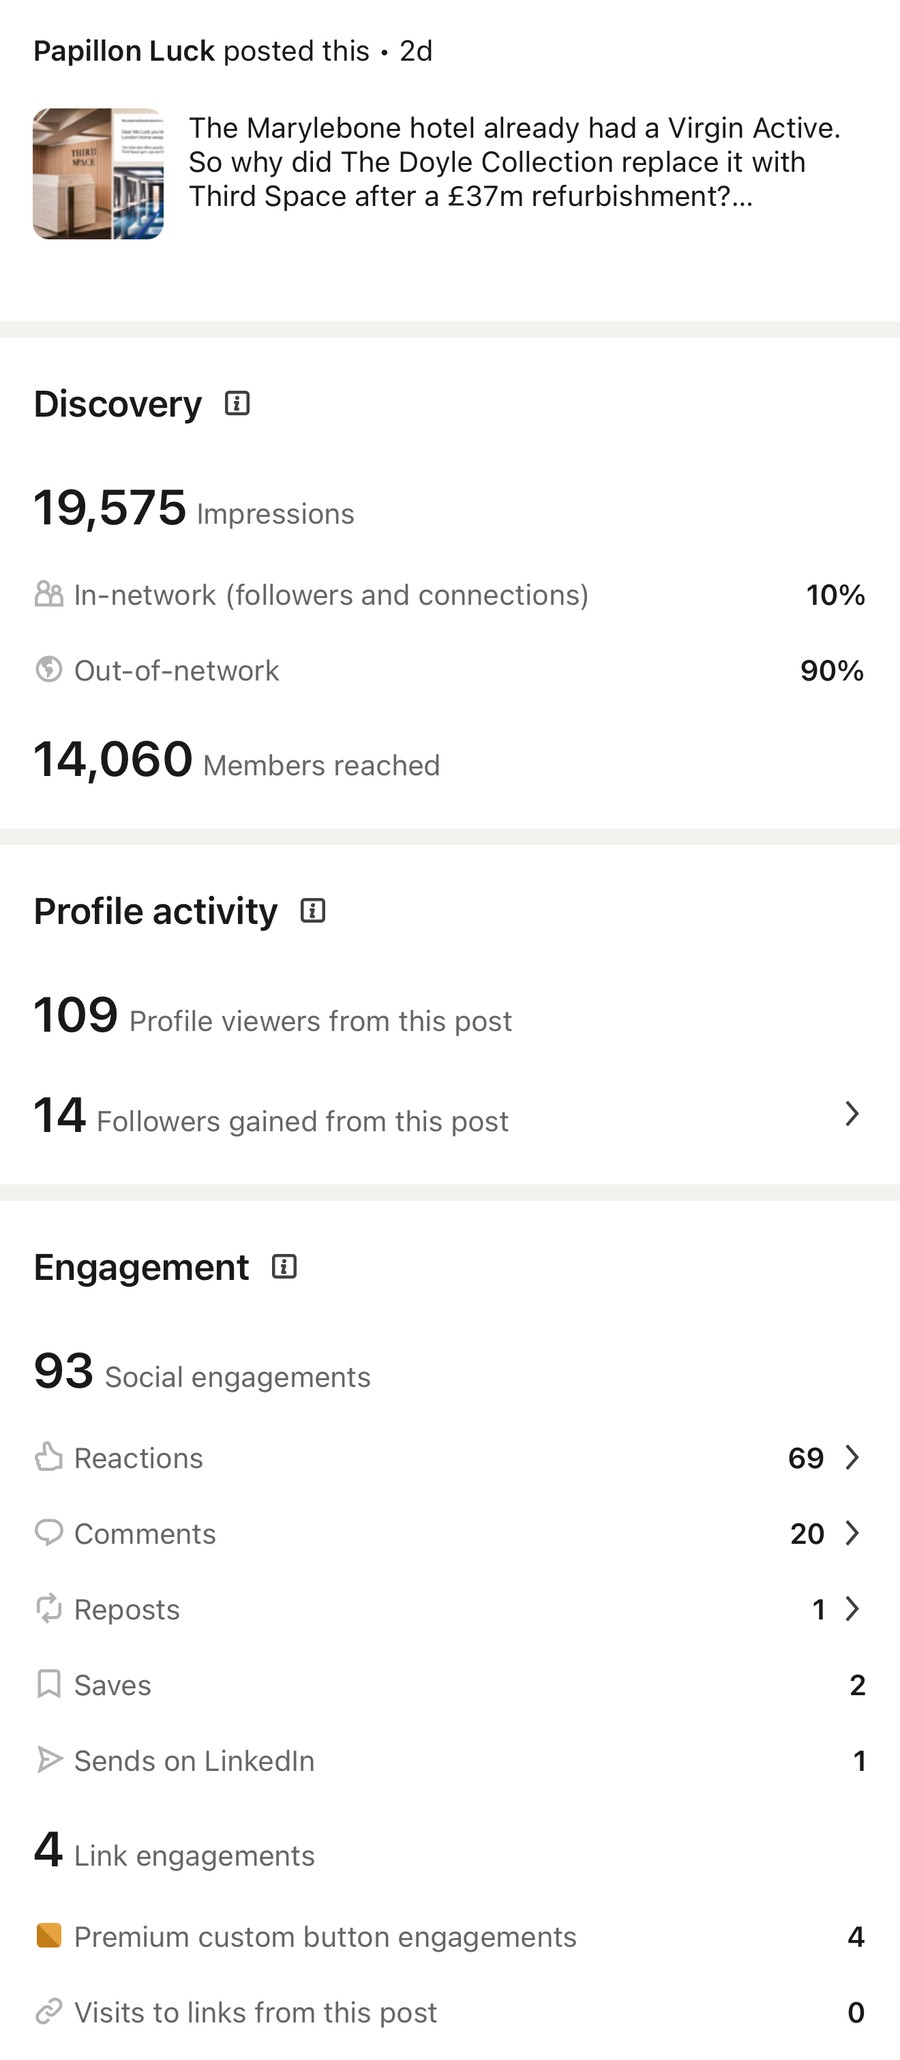 Papillon Luck posted this • 2d
THIRD
SPACE
The Marylebone hotel already had a Virgin Active.
So why did The Doyle Collection replace it with
Third Space after a £37m refurbishment?...
Discovery
19,575 Impressions
In-network (followers and connections) 10%
Out-of-network 90%
14,060 Members reached
Profile activity
109 Profile viewers from this post
14 Followers gained from this post
Engagement
93 Social engagements
Reactions 69
Comments 20
Reposts 1
Saves 2
Sends on LinkedIn 1
4 Link engagements
Premium custom button engagements 4
Visits to links from this post 0